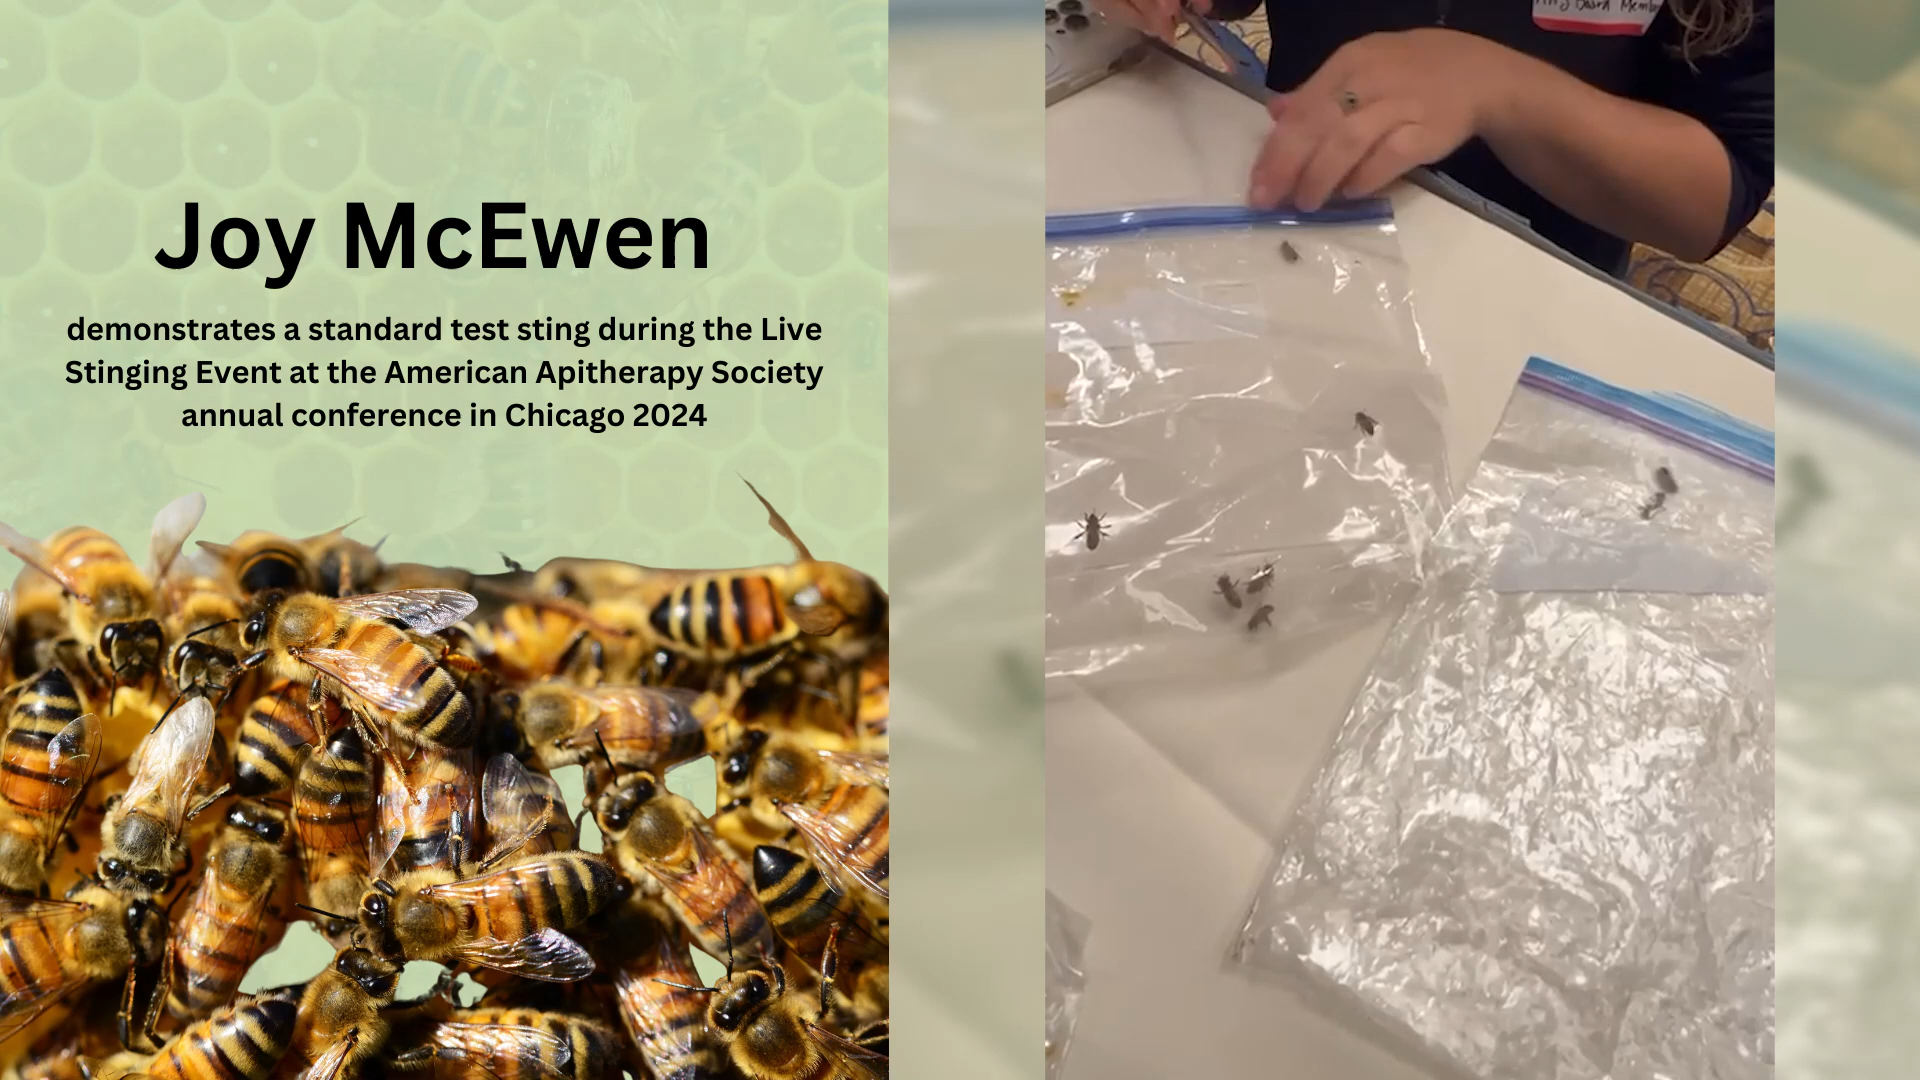 Joy McEwen
demonstrates a standard test sting during the Live
Stinging Event at the American Apitherapy Society
annual conference in Chicago 2024
Board